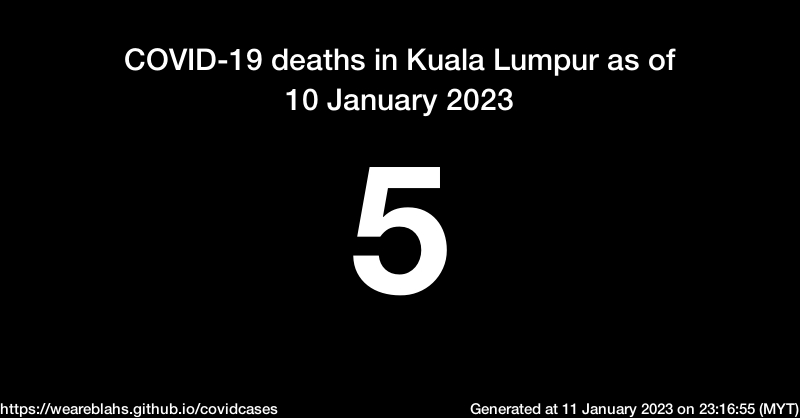 COVID-19 deaths in Kuala Lumpur as of
10 January 2023
5
https://weareblahs.github.io/covidcases
Generated at 11 January 2023 on 23:16:55 (MYT)